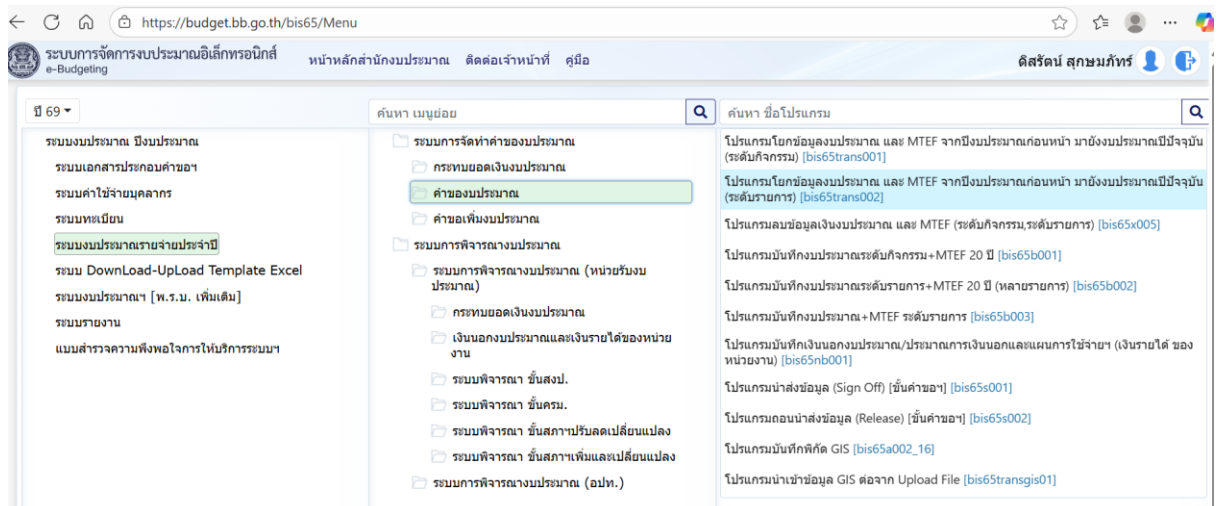 https://budget.bb.go.th/bis65/Menu
ระบบการจัดการงบประมาณอิเล็กทรอนิกส์
e-Budgeting
หน้าหลักสำนักงบประมาณ ติดต่อเจ้าหน้าที่ คู่มือ
ดิสรัตน์ สุกษมภัทร์
ปี 69
ค้นหา เมนูย่อย
ค้นหา ชื่อโปรแกรม
ระบบงบประมาณ ปีงบประมาณ
ระบบเอกสารประกอบคำขอฯ
ระบบค่าใช้จ่ายบุคลากร
ระบบทะเบียน
ระบบงบประมาณรายจ่ายประจำปี
ระบบ DownLoad-UpLoad Template Excel
ระบบงบประมาณฯ [พ.ร.บ. เพิ่มเติม]
ระบบรายงาน
แบบสำรวจความพึงพอใจการให้บริการระบบฯ
ระบบการจัดทำคำของบประมาณ
กระทบยอดเงินงบประมาณ
คำของบประมาณ
คำขอเพิ่มงบประมาณ
ระบบการพิจารณางบประมาณ
ระบบการพิจารณางบประมาณ (หน่วยรับงบ
ประมาณ)
กระทบยอดเงินงบประมาณ
เงินนอกงบประมาณและเงินรายได้ของหน่วย
งาน
ระบบพิจารณา ขั้นสงป.
ระบบพิจารณา ขั้นครม.
ระบบพิจารณา ขั้นสภาฯปรับลดเปลี่ยนแปลง
ระบบพิจารณา ขั้นสภาฯเพิ่มและเปลี่ยนแปลง
ระบบการพิจารณางบประมาณ (อปท.)
โปรแกรมโยกข้อมูลงบประมาณ และ MTEF จากปีงบประมาณก่อนหน้า มายังงบประมาณปีปัจจุบัน
(ระดับกิจกรรม) [bis65trans001]
โปรแกรมโยกข้อมูลงบประมาณ และ MTEF จากปีงบประมาณก่อนหน้า มายังงบประมาณปีปัจจุบัน
(ระดับรายการ) [bis65trans002]
โปรแกรมลบข้อมูลเงินงบประมาณ และ MTEF (ระดับกิจกรรม,ระดับรายการ) [bis65x005]
โปรแกรมบันทึกงบประมาณระดับกิจกรรม+MTEF 20 ปี [bis65b001]
โปรแกรมบันทึกงบประมาณระดับรายการ+MTEF 20 ปี (หลายรายการ) [bis65b002]
โปรแกรมบันทึกงบประมาณ+MTEF ระดับรายการ [bis65b003]
โปรแกรมบันทึกเงินนอกงบประมาณ/ประมาณการเงินนอกและแผนการใช้จ่ายฯ (เงินรายได้ ของ
หน่วยงาน) [bis65nb001]
โปรแกรมนำส่งข้อมูล (Sign Off) [ขั้นคำขอฯ] [bis65s001]
โปรแกรมถอนนำส่งข้อมูล (Release) [ขั้นคำขอฯ] [bis65s002]
โปรแกรมบันทึกพิกัด GIS [bis65a002_16]
โปรแกรมนำเข้าข้อมูล GIS ต่อจาก Upload File [bis65transgis01]